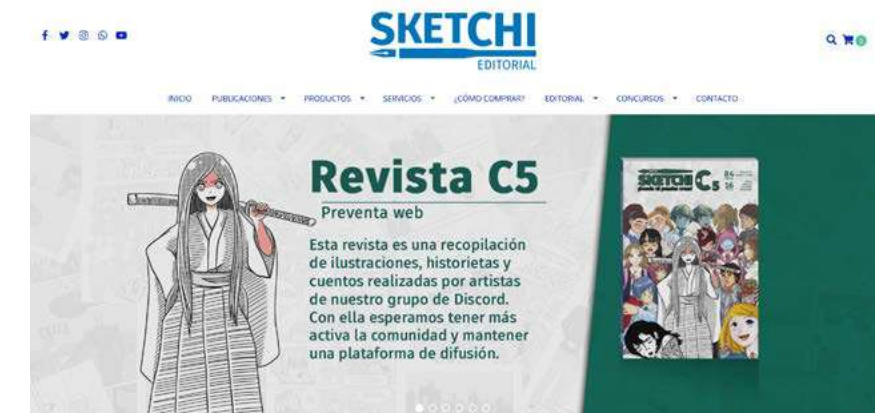 SKETCHI
EDITORIAL
INICIO PUBLICACIONES PRODUCTOS SERVICIOS ¿CÓMO COMPRAR? EDITORIAL CONCURSOS CONTACTO
Revista C5
Preventa web
Esta revista es una recopilación
de ilustraciones, historietas y
cuentos realizadas por artistas
de nuestro grupo de Discord.
Con ella esperamos tener más
activa la comunidad y mantener
una plataforma de difusión.
SKETCHI C5